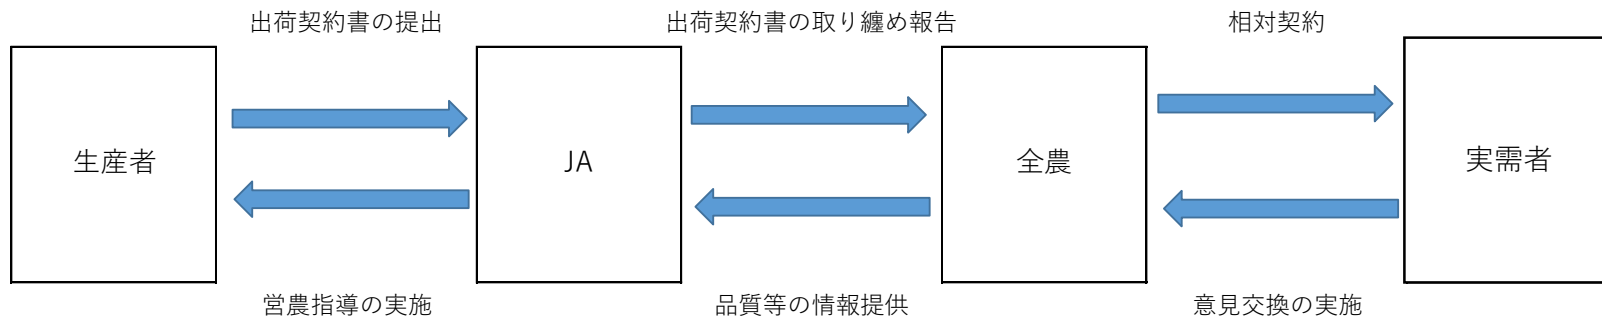 出荷契約書の提出
出荷契約書の取り纏め報告
相対契約
生産者
JA
全農
実需者
営農指導の実施
品質等の情報提供
意見交換の実施